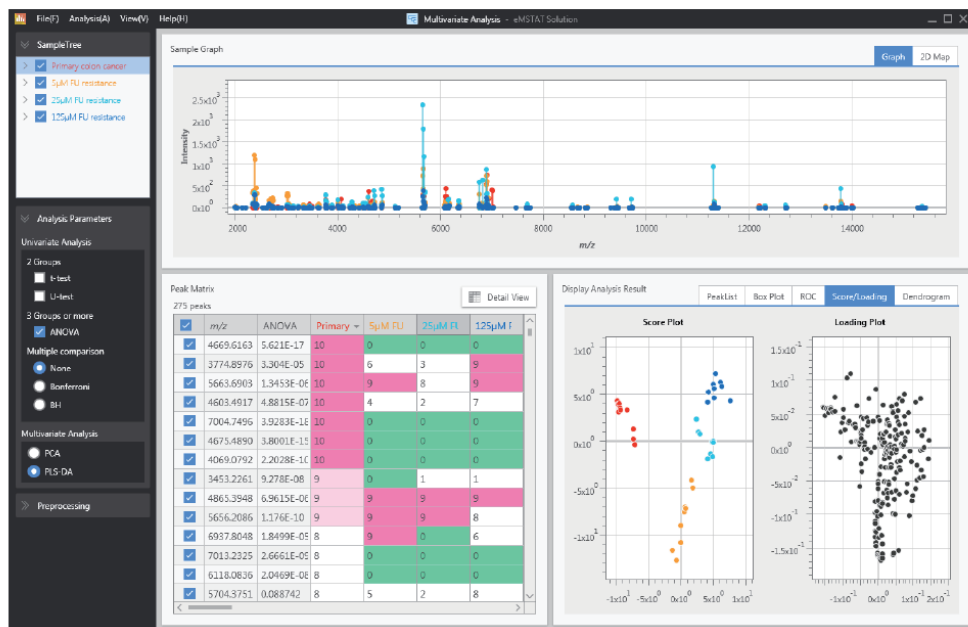 File(F) Analysis(A) View(V) Help(H) Multivariate Analysis - eMSTAT Solution
SampleTree
Primary colon cancer
5μM FU resistance
25μM FU resistance
125μM FU resistance
Analysis Parameters
Univariate Analysis
2 Groups
t-test
U-test
3 Groups or more
ANOVA
Multiple comparison
None
Bonferroni
BH
Multivariate Analysis
PCA
PLS-DA
Preprocessing
Sample Graph
Graph 2D Map
Intensity
2.5x10³
2.0x10³
1.5x10³
1.0x10³
5.0x10²
0.0x10⁰
2000 4000 6000 8000 10000 12000 14000
m/z
Peak Matrix
275 peaks
Detail View
m/z ANOVA Primary 5μM FU 25μM FU 125μM F
4669.6163 5.621E-17 10 0 0 0
3774.8976 3.304E-05 10 6 3 9
5663.6903 1.3453E-06 10 9 8 9
4603.4917 4.8815E-07 10 4 2 7
7004.7496 3.9283E-18 10 0 0 0
4675.4890 3.8001E-15 10 0 0 0
4069.0792 2.2028E-10 10 0 0 0
3453.2261 9.278E-08 9 0 1 1
4865.3948 6.9615E-06 9 9 9 9
5656.2086 1.176E-10 9 9 9 8
6937.8048 1.8499E-05 8 9 0 6
7013.2325 2.6661E-09 8 0 0 0
6118.0836 2.0469E-08 8 0 0 0
5704.3751 0.088742 8 5 2 8
Display Analysis Result
PeakList Box Plot ROC Score/Loading Dendrogram
Score Plot
1x10¹
5x10⁰
0x10⁰
-5x10⁰
-1x10¹
-1x10¹ -5x10⁰ 0x10⁰ 5x10⁰ 1x10¹
Loading Plot
1.5x10⁻¹
1x10⁻¹
5x10⁻²
0x10⁰
-5x10⁻²
-1x10⁻¹
-1.5x10⁻¹
-1x10⁻¹ 0x10⁰ 1x10⁻¹